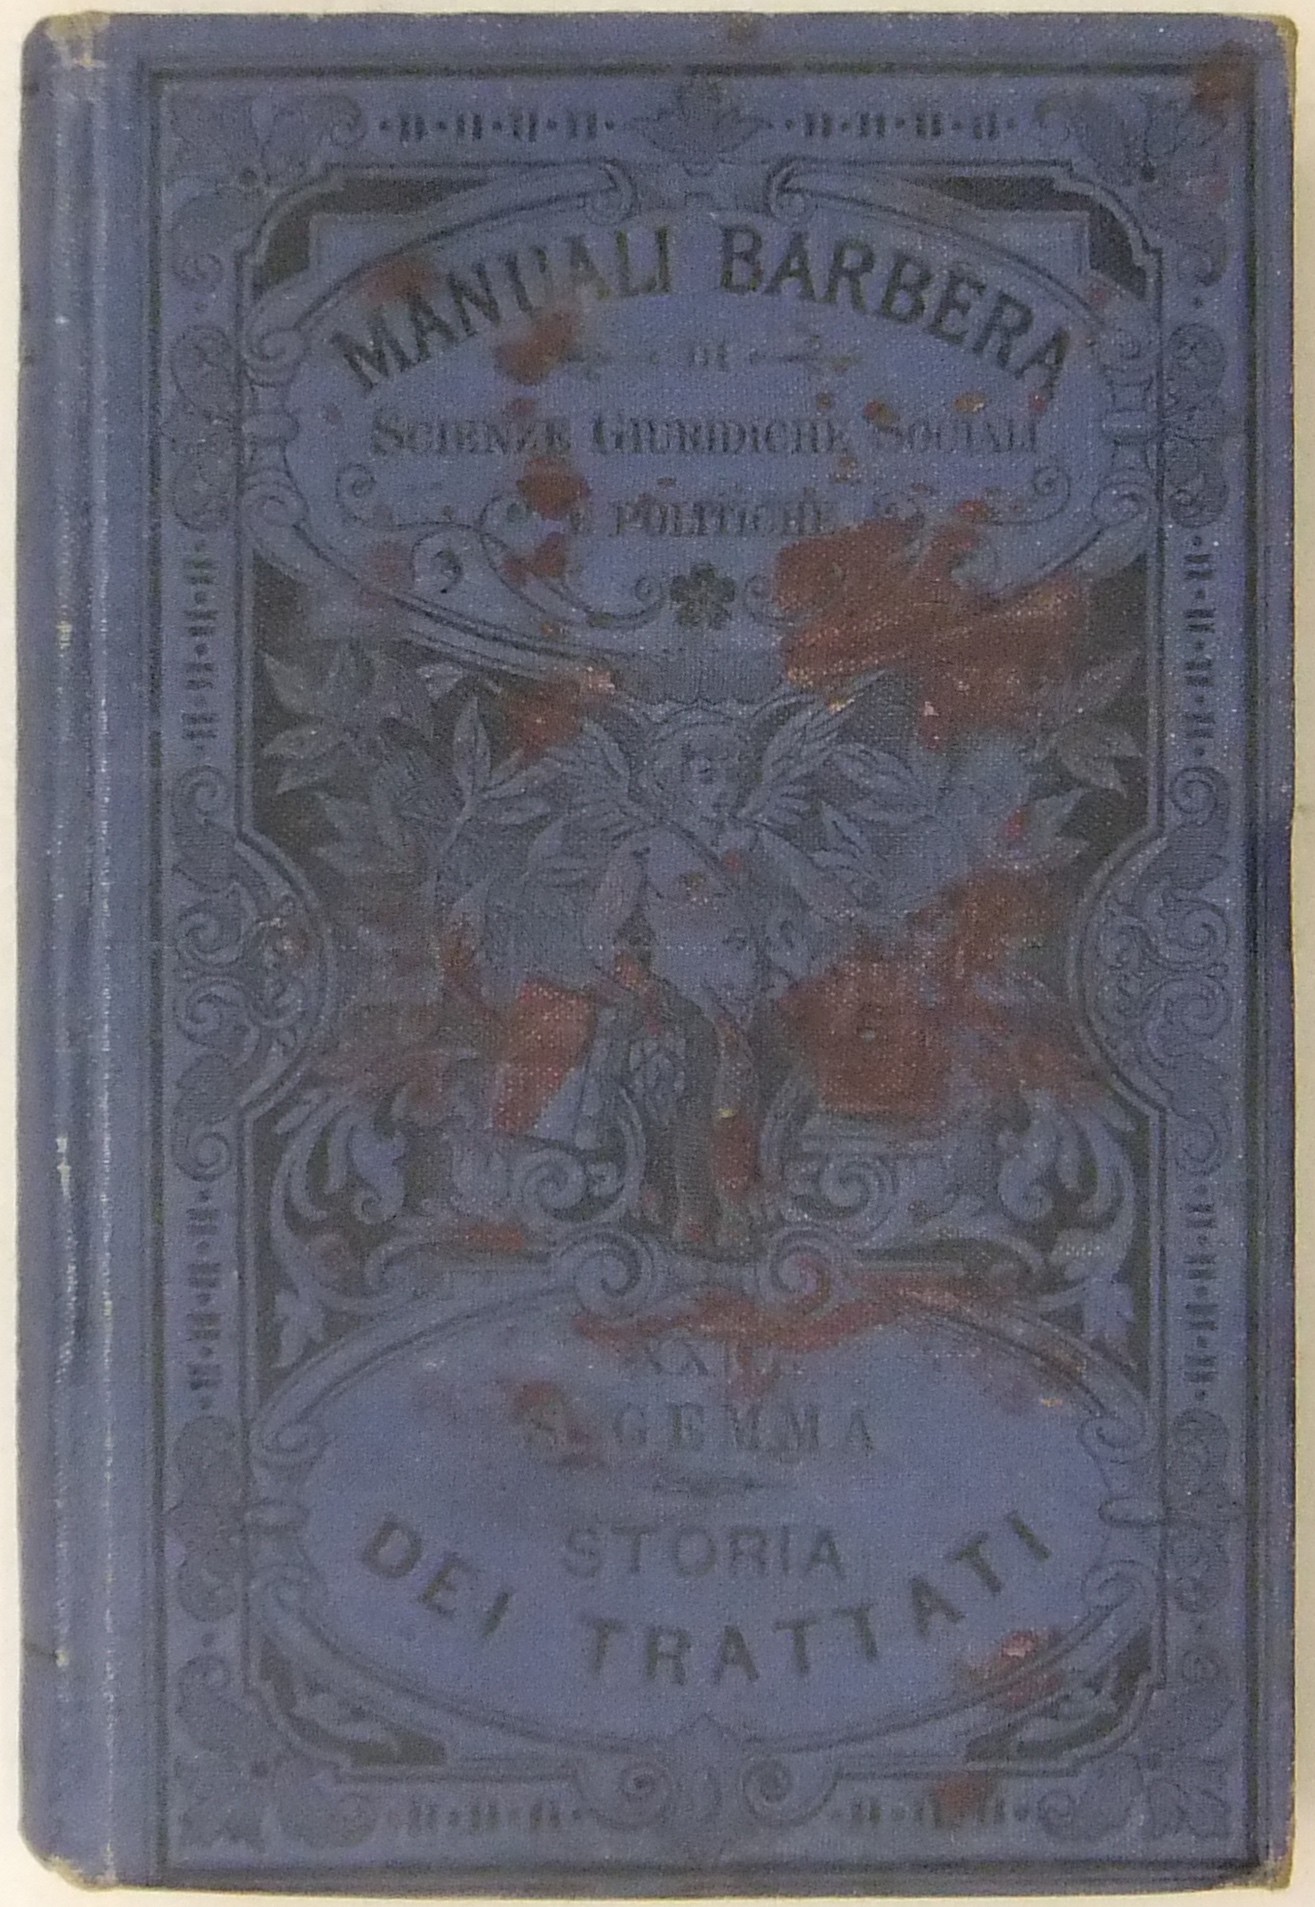 MANUALI BARBERA
DI
SCIENZE GIURIDICHE SOCIALI
E POLITICHE
S. GEMMA
STORIA
DEI TRATTATI